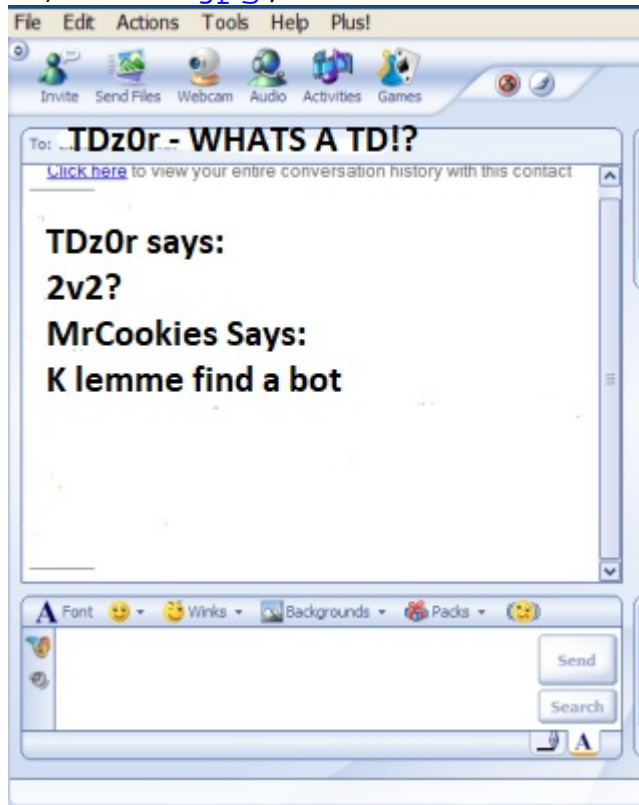 File Edit Actions Tools Help Plus!
Invite Send Files Webcam Audio Activities Games
To: TDz0r - WHATS A TD!?
Click here to view your entire conversation history with this contact
TDz0r says:
2v2?
MrCookies Says:
K lemme find a bot
A Font Winks Backgrounds Packs
Send
Search
A